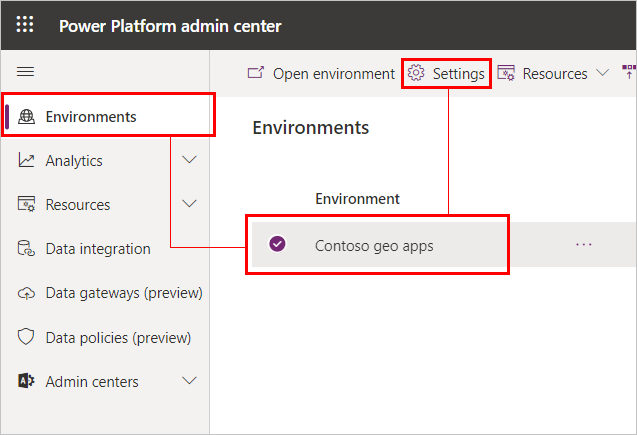 Power Platform admin center
Open environment Settings Resources
Environments
Analytics
Resources
Data integration
Data gateways (preview)
Data policies (preview)
Admin centers
Environments
Environment
Contoso geo apps